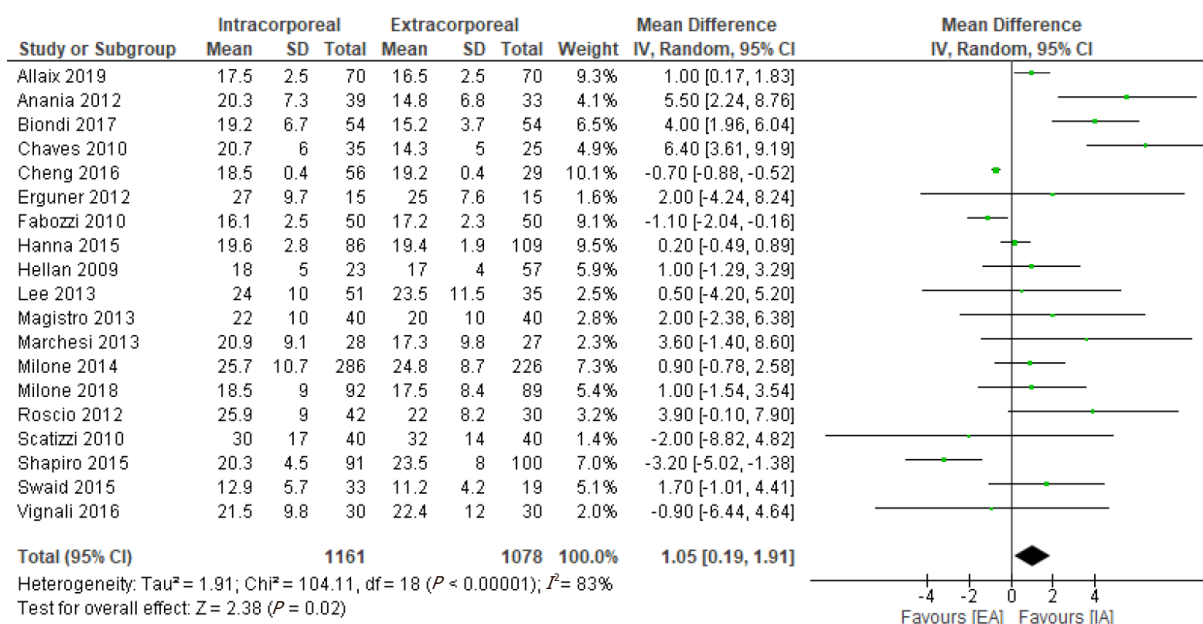 Intracorporeal Extracorporeal Mean Difference Mean Difference
Study or Subgroup Mean SD Total Mean SD Total Weight IV, Random, 95% CI IV, Random, 95% CI
Allaix 2019 17.5 2.5 70 16.5 2.5 70 9.3% 1.00 [0.17, 1.83]
Anania 2012 20.3 7.3 39 14.8 6.8 33 4.1% 5.50 [2.24, 8.76]
Biondi 2017 19.2 6.7 54 15.2 3.7 54 6.5% 4.00 [1.96, 6.04]
Chaves 2010 20.7 6 35 14.3 5 25 4.9% 6.40 [3.61, 9.19]
Cheng 2016 18.5 0.4 56 19.2 0.4 29 10.1% -0.70 [-0.88, -0.52]
Erguner 2012 27 9.7 15 25 7.6 15 1.3% 2.00 [-4.24, 8.24]
Fabozzi 2010 16.1 2.5 50 17.2 2.3 50 9.1% -1.10 [-2.04, -0.16]
Hanna 2015 19.6 2.8 86 19.4 1.9 109 9.5% 0.20 [-0.49, 0.89]
Hellan 2009 18 5 23 17 4 57 5.9% 1.00 [-1.29, 3.29]
Lee 2013 24 10 51 23.5 11.5 35 2.5% 0.50 [-4.20, 5.20]
Magistro 2013 22 10 40 20 10 40 2.8% 2.00 [-2.38, 6.38]
Marchesi 2013 20.9 9.1 28 17.3 9.8 27 2.3% 3.60 [-1.40, 8.60]
Milone 2014 25.7 10.7 286 24.8 8.7 226 7.3% 0.90 [-0.78, 2.58]
Milone 2018 18.5 9 92 17.5 8.4 89 5.4% 1.00 [-1.54, 3.54]
Roscio 2012 25.9 9 42 22 8.2 30 3.2% 3.90 [-0.10, 7.90]
Scatizzi 2010 30 17 40 32 14 40 1.4% -2.00 [-8.82, 4.82]
Shapiro 2015 20.3 4.5 91 23.5 8 100 7.0% -3.20 [-5.02, -1.38]
Swaid 2015 12.9 5.7 33 11.2 4.2 19 5.1% 1.70 [-1.01, 4.41]
Vignali 2016 21.5 9.8 30 22.4 12 30 2.0% -0.90 [-6.44, 4.64]
Total (95% CI) 1161 1078 100.0% 1.05 [0.19, 1.91]
Heterogeneity: Tau² = 1.91; Chi² = 104.11, df = 18 (P < 0.00001); I² = 83%
Test for overall effect: Z = 2.38 (P = 0.02)
-4 -2 0 2 4
Favours [EA] Favours [IA]